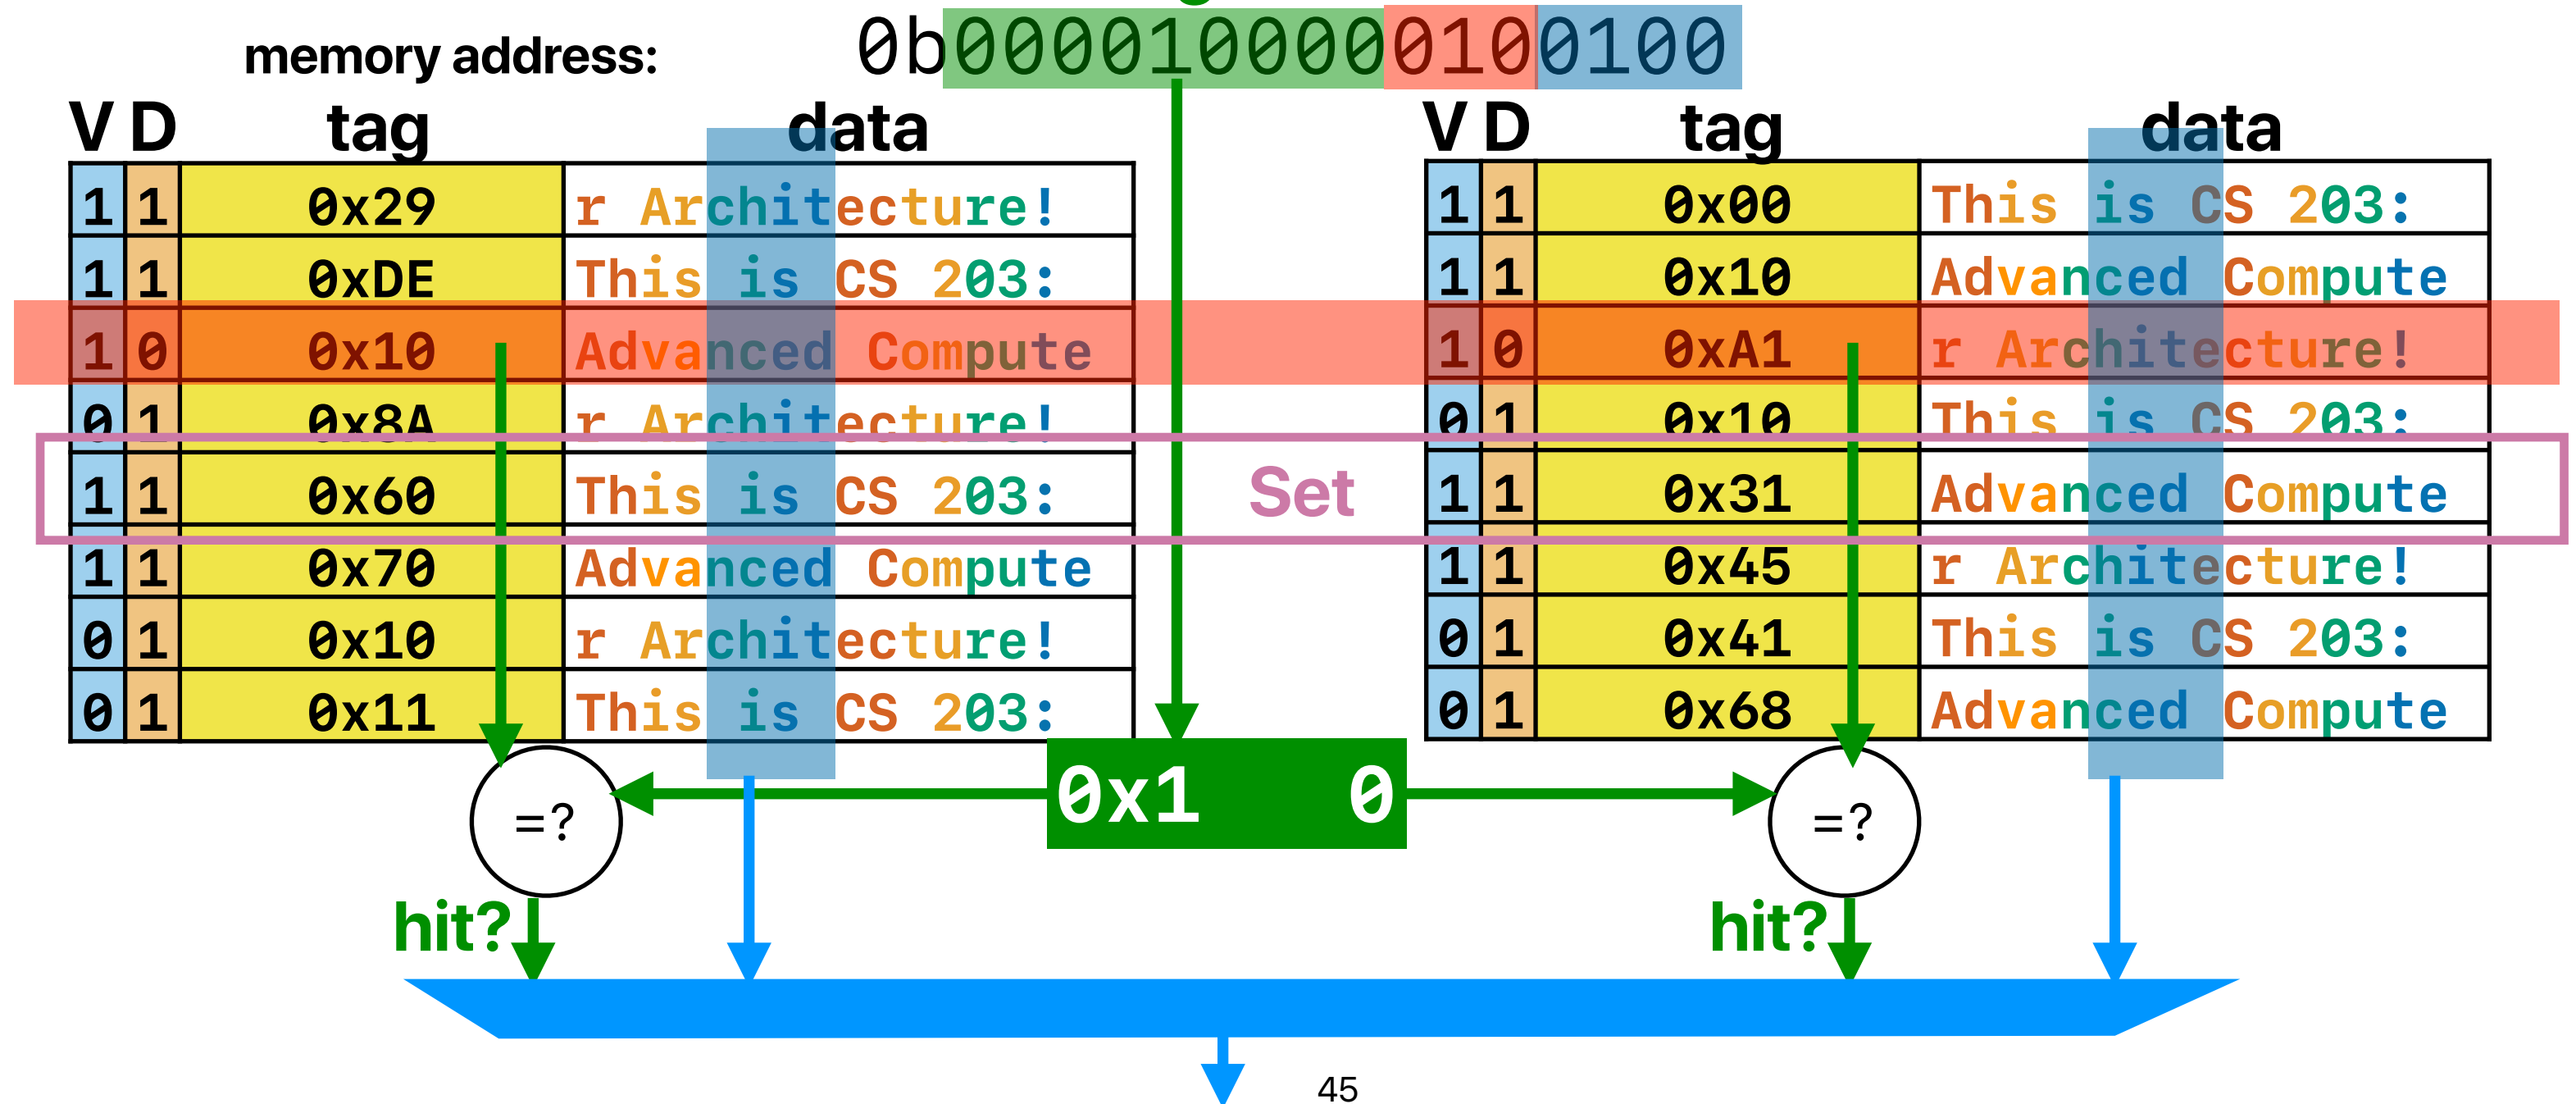 memory address: 0b0000100000100100
V D tag data V D tag data
1 1 0x29 r Architecture! 1 1 0x00 This is CS 203:
1 1 0xDE This is CS 203: 1 1 0x10 Advanced Compute
1 0 0x10 Advanced Compute 1 0 0xA1 r Architecture!
0 1 0x8A r Architecture! 0 1 0x10 This is CS 203:
1 1 0x60 This is CS 203: Set 1 1 0x31 Advanced Compute
1 1 0x70 Advanced Compute 1 1 0x45 r Architecture!
0 1 0x10 r Architecture! 0 1 0x41 This is CS 203:
0 1 0x11 This is CS 203: 0 1 0x68 Advanced Compute
=? 0x1 0 =?
hit? hit?
45